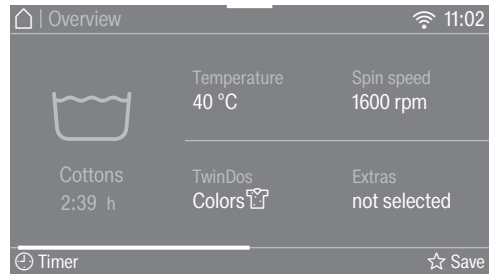 | Overview 11:02
Temperature Spin speed
40 °C 1600 rpm
Cottons TwinDos Extras
2:39 h Colors not selected
Timer Save